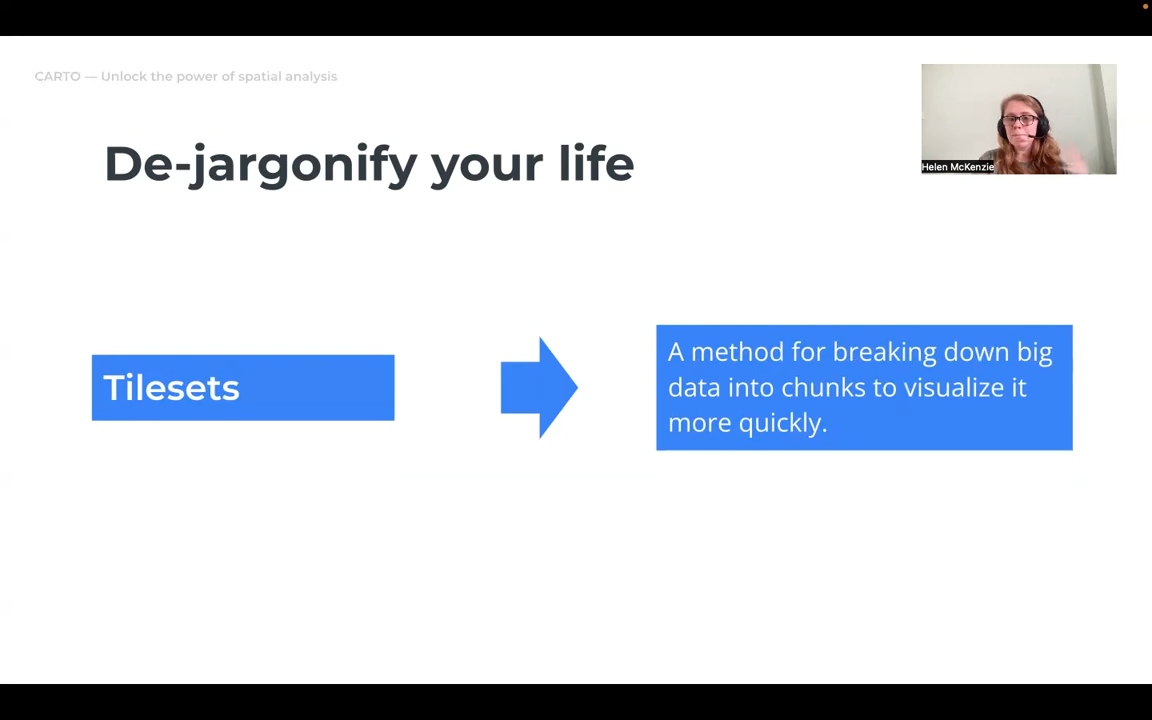 CARTO — Unlock the power of spatial analysis
De-jargonify your life
Helen McKenzie
Tilesets
A method for breaking down big
data into chunks to visualize it
more quickly.